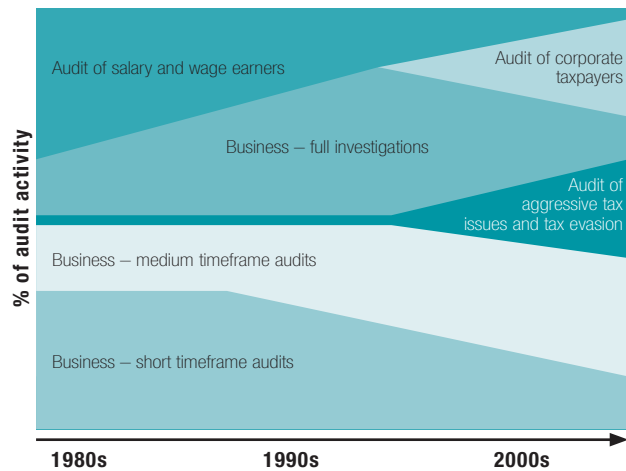 Audit of salary and wage earners
Audit of corporate
taxpayers
Business – full investigations
Audit of
aggressive tax
issues and tax evasion
Business – medium timeframe audits
Business – short timeframe audits
% of audit activity
1980s
1990s
2000s